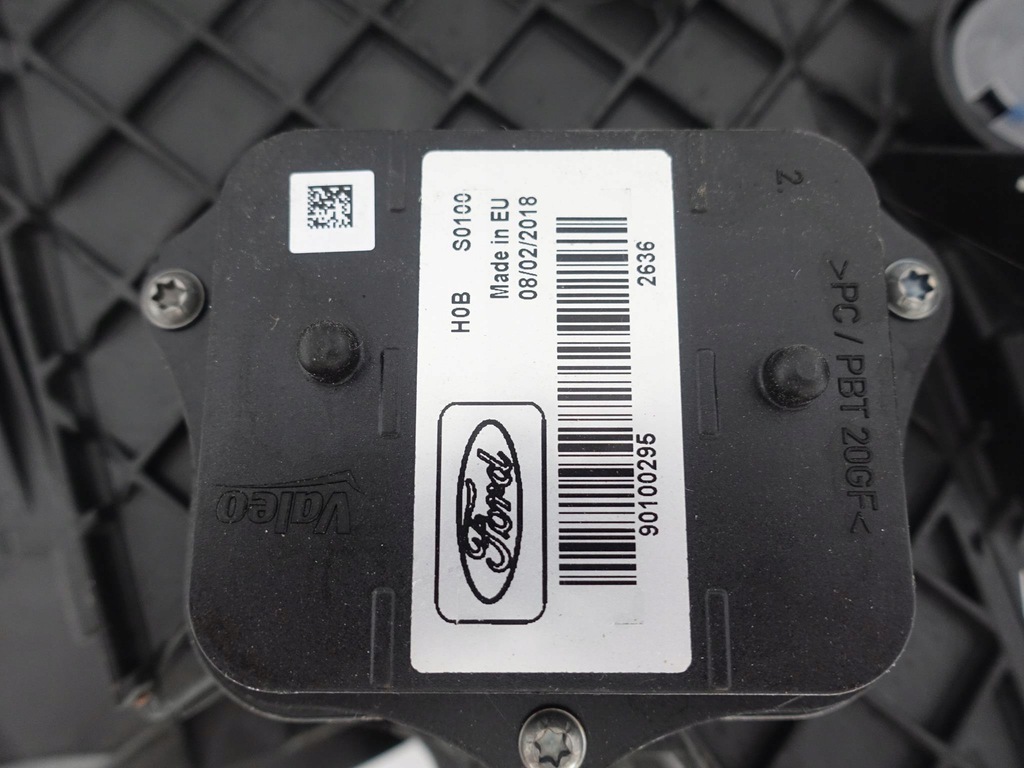 H0B S0100
Made in EU
08/02/2018
Ford
90100295
2636
Valeo
2.
>PC / PBT 20GF<